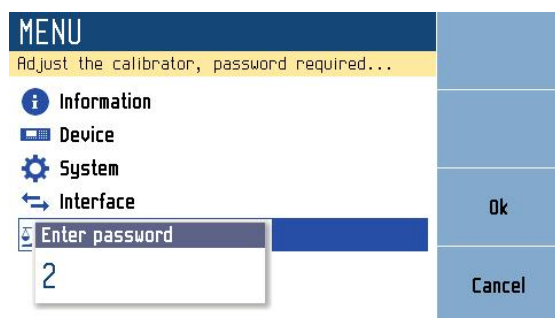 MENU
Adjust the calibrator, password required...
Information
Device
System
Interface
Enter password
2
Ok
Cancel